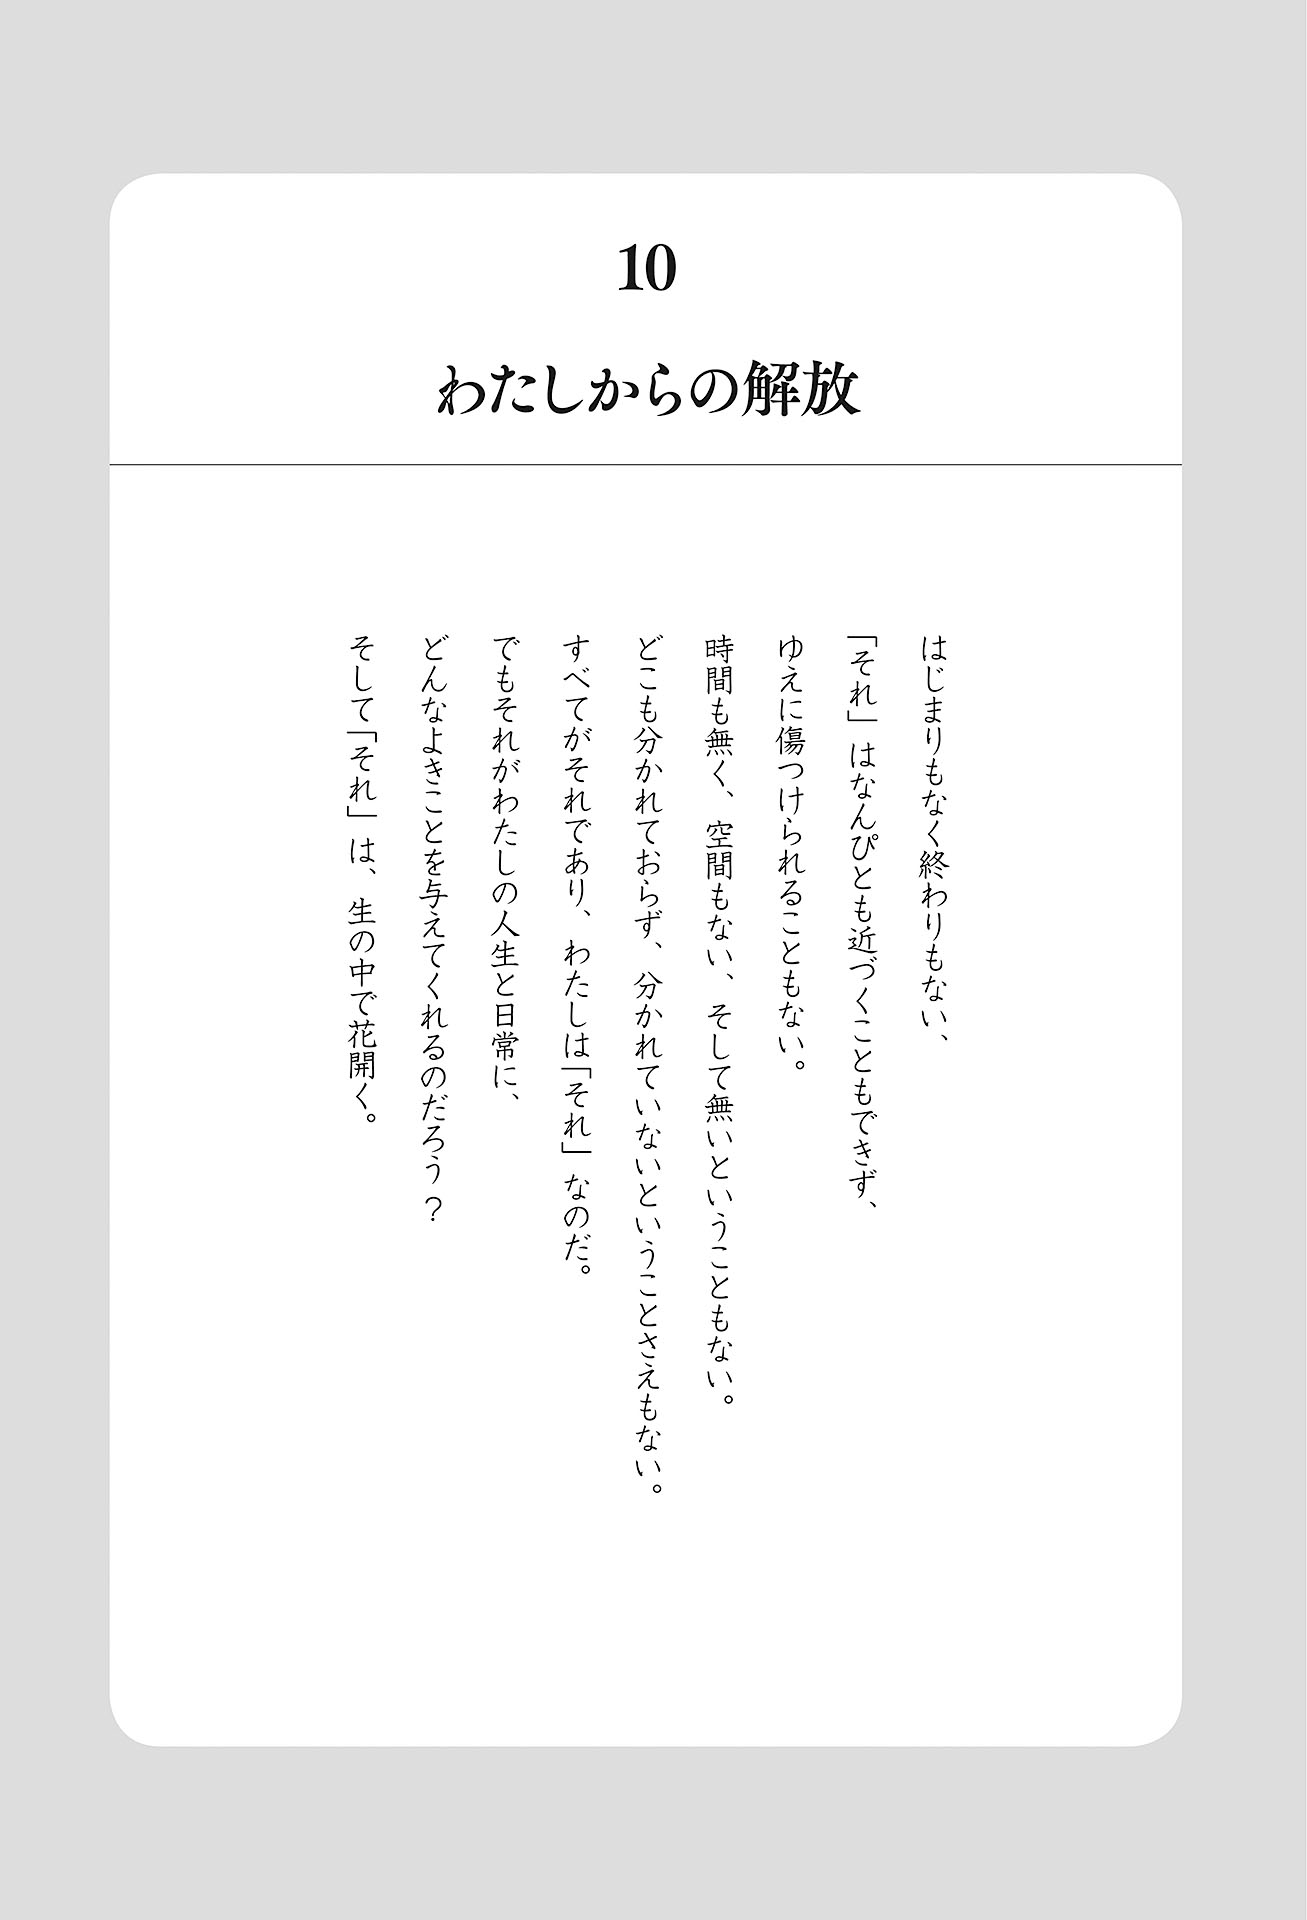 10
わたしからの解放
はじまりもなく終わりもない、
「それ」はなんぴとも近づくこともできず、
ゆえに傷つけられることもない。
時間も無く、空間もない、そして無いということもない。
どこも分かれておらず、分かれていないということさえもない。
すべてがそれであり、わたしは「それ」なのだ。
でもそれがわたしの人生と日常に、
どんなよきことを与えてくれるのだろう？
そして「それ」は、生の中で花開く。